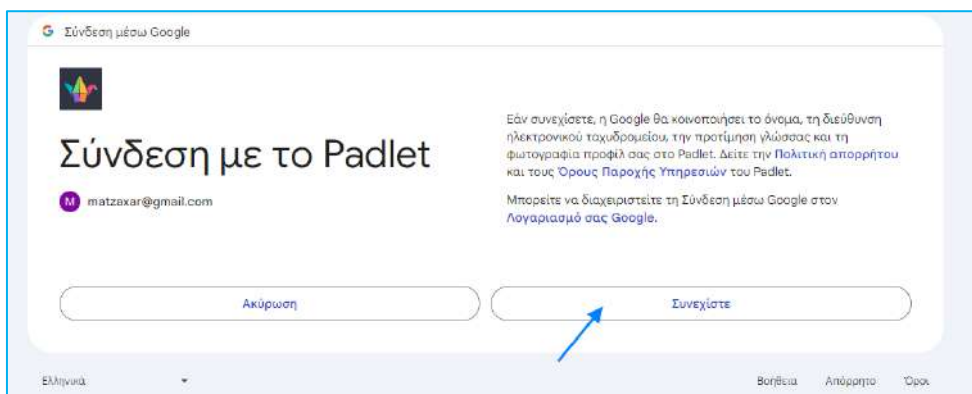 Σύνδεση μέσω Google
Σύνδεση με το Padlet
M matzaxar@gmail.com
Εάν συνεχίσετε, η Google θα κοινοποιήσει το όνομα, τη διεύθυνση
ηλεκτρονικού ταχυδρομείου, την προτίμηση γλώσσας και τη
φωτογραφία προφίλ σας στο Padlet. Δείτε την Πολιτική απορρήτου
και τους Όρους Παροχής Υπηρεσιών του Padlet.
Μπορείτε να διαχειριστείτε τη Σύνδεση μέσω Google στον
Λογαριασμό σας Google.
Ακύρωση
Συνεχίστε
Ελληνικά
Βοήθεια Απόρρητο Όροι